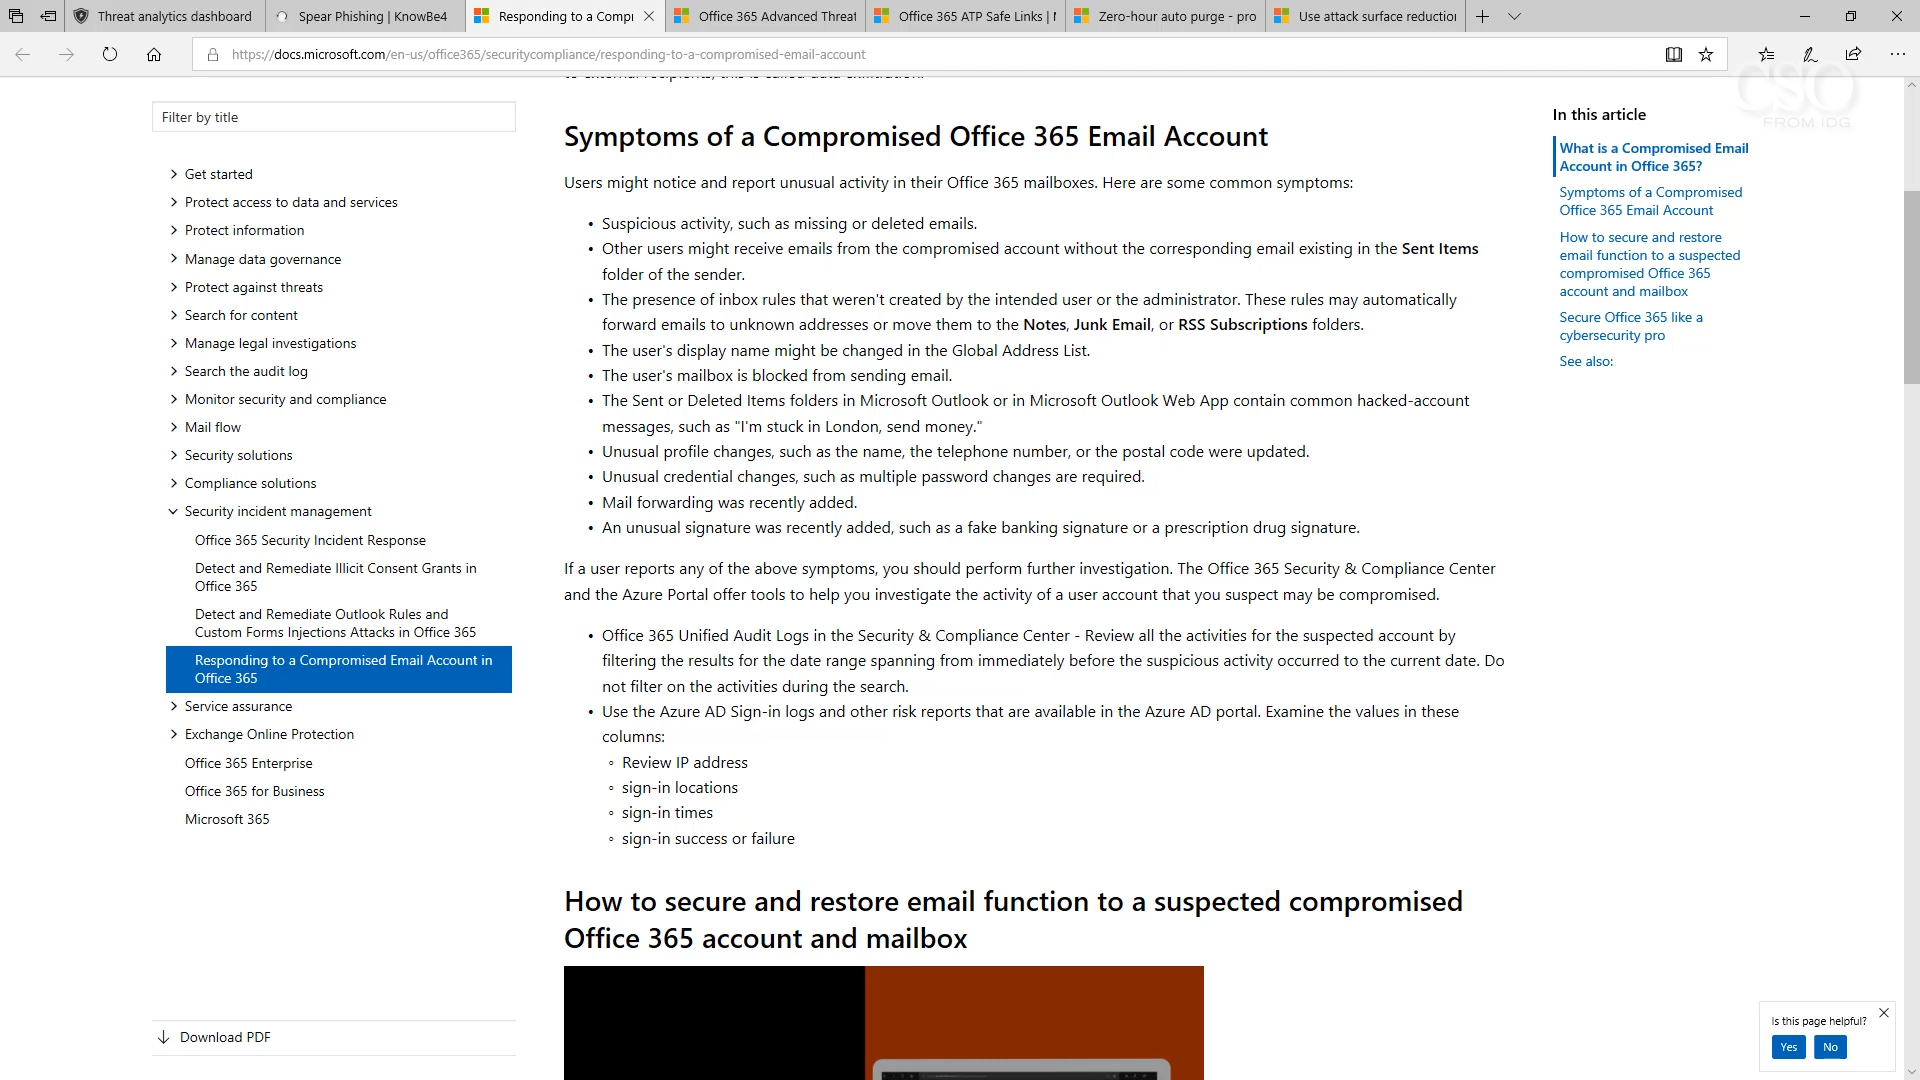 Threat analytics dashboard
Spear Phishing | KnowBe4
Responding to a Compr
Office 365 Advanced Threat
Office 365 ATP Safe Links | M
Zero-hour auto purge - pro
Use attack surface reduction
https://docs.microsoft.com/en-us/office365/securitycompliance/responding-to-a-compromised-email-account
CSO
FROM IDG
to external recipients, this is called data exfiltration.
Filter by title
Get started
Protect access to data and services
Protect information
Manage data governance
Protect against threats
Search for content
Manage legal investigations
Search the audit log
Monitor security and compliance
Mail flow
Security solutions
Compliance solutions
Security incident management
Office 365 Security Incident Response
Detect and Remediate Illicit Consent Grants in
Office 365
Detect and Remediate Outlook Rules and
Custom Forms Injections Attacks in Office 365
Responding to a Compromised Email Account in
Office 365
Service assurance
Exchange Online Protection
Office 365 Enterprise
Office 365 for Business
Microsoft 365
Download PDF
Symptoms of a Compromised Office 365 Email Account
Users might notice and report unusual activity in their Office 365 mailboxes. Here are some common symptoms:
• Suspicious activity, such as missing or deleted emails.
• Other users might receive emails from the compromised account without the corresponding email existing in the Sent Items
folder of the sender.
• The presence of inbox rules that weren't created by the intended user or the administrator. These rules may automatically
forward emails to unknown addresses or move them to the Notes, Junk Email, or RSS Subscriptions folders.
• The user's display name might be changed in the Global Address List.
• The user's mailbox is blocked from sending email.
• The Sent or Deleted Items folders in Microsoft Outlook or in Microsoft Outlook Web App contain common hacked-account
messages, such as "I'm stuck in London, send money."
• Unusual profile changes, such as the name, the telephone number, or the postal code were updated.
• Unusual credential changes, such as multiple password changes are required.
• Mail forwarding was recently added.
• An unusual signature was recently added, such as a fake banking signature or a prescription drug signature.
If a user reports any of the above symptoms, you should perform further investigation. The Office 365 Security & Compliance Center
and the Azure Portal offer tools to help you investigate the activity of a user account that you suspect may be compromised.
• Office 365 Unified Audit Logs in the Security & Compliance Center - Review all the activities for the suspected account by
filtering the results for the date range spanning from immediately before the suspicious activity occurred to the current date. Do
not filter on the activities during the search.
• Use the Azure AD Sign-in logs and other risk reports that are available in the Azure AD portal. Examine the values in these
columns:
◦ Review IP address
◦ sign-in locations
◦ sign-in times
◦ sign-in success or failure
How to secure and restore email function to a suspected compromised
Office 365 account and mailbox
In this article
What is a Compromised Email
Account in Office 365?
Symptoms of a Compromised
Office 365 Email Account
How to secure and restore
email function to a suspected
compromised Office 365
account and mailbox
Secure Office 365 like a
cybersecurity pro
See also:
Is this page helpful?
Yes
No